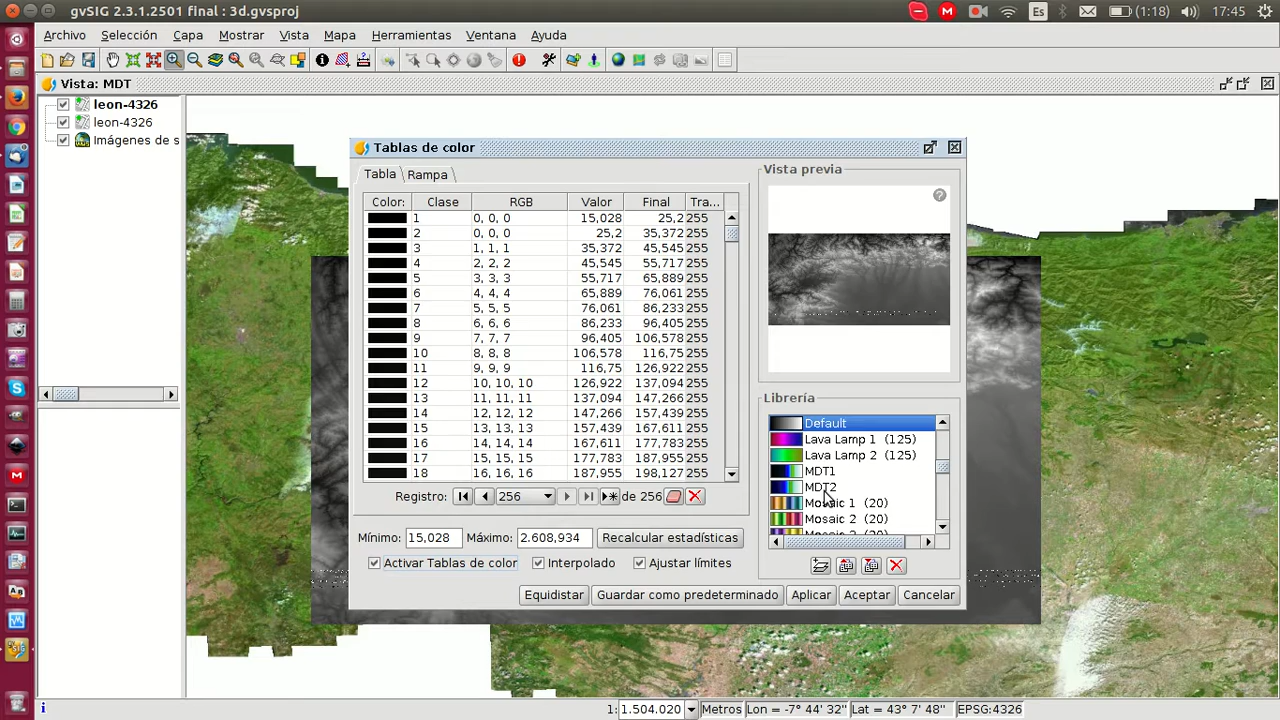 gvSIG 2.3.1.2501 final : 3d.gvsproj
Es
(1:18)
17:45
Archivo Selección Capa Mostrar Vista Mapa Herramientas Ventana Ayuda
Vista: MDT
leon-4326
leon-4326
Imágenes de s
Tablas de color
Tabla
Rampa
Color: Clase RGB Valor Final Tra...
1 0, 0, 0 15,028 25,2 255
2 0, 0, 0 25,2 35,372 255
3 1, 1, 1 35,372 45,545 255
4 2, 2, 2 45,545 55,717 255
5 3, 3, 3 55,717 65,889 255
6 4, 4, 4 65,889 76,061 255
7 5, 5, 5 76,061 86,233 255
8 6, 6, 6 86,233 96,405 255
9 7, 7, 7 96,405 106,578 255
10 8, 8, 8 106,578 116,75 255
11 9, 9, 9 116,75 126,922 255
12 10, 10, 10 126,922 137,094 255
13 11, 11, 11 137,094 147,266 255
14 12, 12, 12 147,266 157,439 255
15 13, 13, 13 157,439 167,611 255
16 14, 14, 14 167,611 177,783 255
17 15, 15, 15 177,783 187,955 255
18 16, 16, 16 187,955 198,127 255
Registro: 256 de 256
Mínimo: 15,028 Máximo: 2.608,934 Recalcular estadísticas
Activar Tablas de color Interpolado Ajustar límites
Vista previa
Librería
Default
Lava Lamp 1 (125)
Lava Lamp 2 (125)
MDT1
MDT2
Mosaic 1 (20)
Mosaic 2 (20)
Equidistar Guardar como predeterminado Aplicar Aceptar Cancelar
1: 1.504.020 Metros Lon = -7° 44' 32" Lat = 43° 7' 48" EPSG:4326